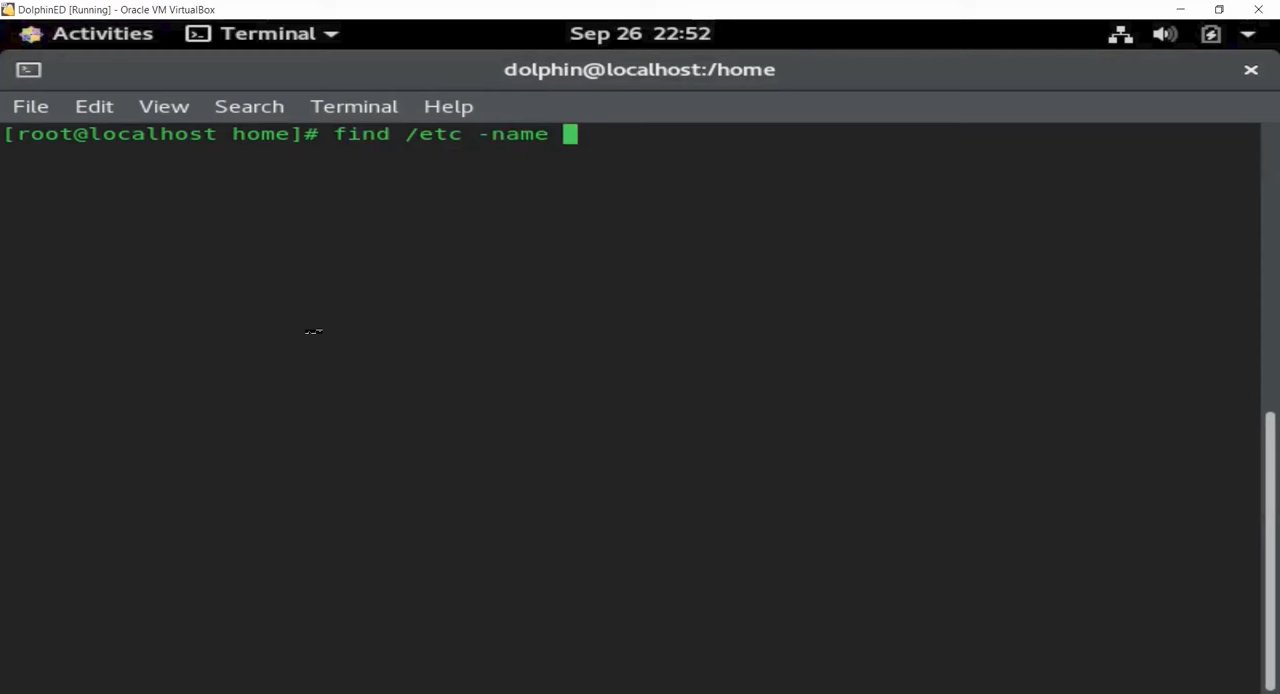 DolphinED [Running] - Oracle VM VirtualBox
Activities Terminal Sep 26 22:52
dolphin@localhost:/home
File Edit View Search Terminal Help
[root@localhost home]# find /etc -name